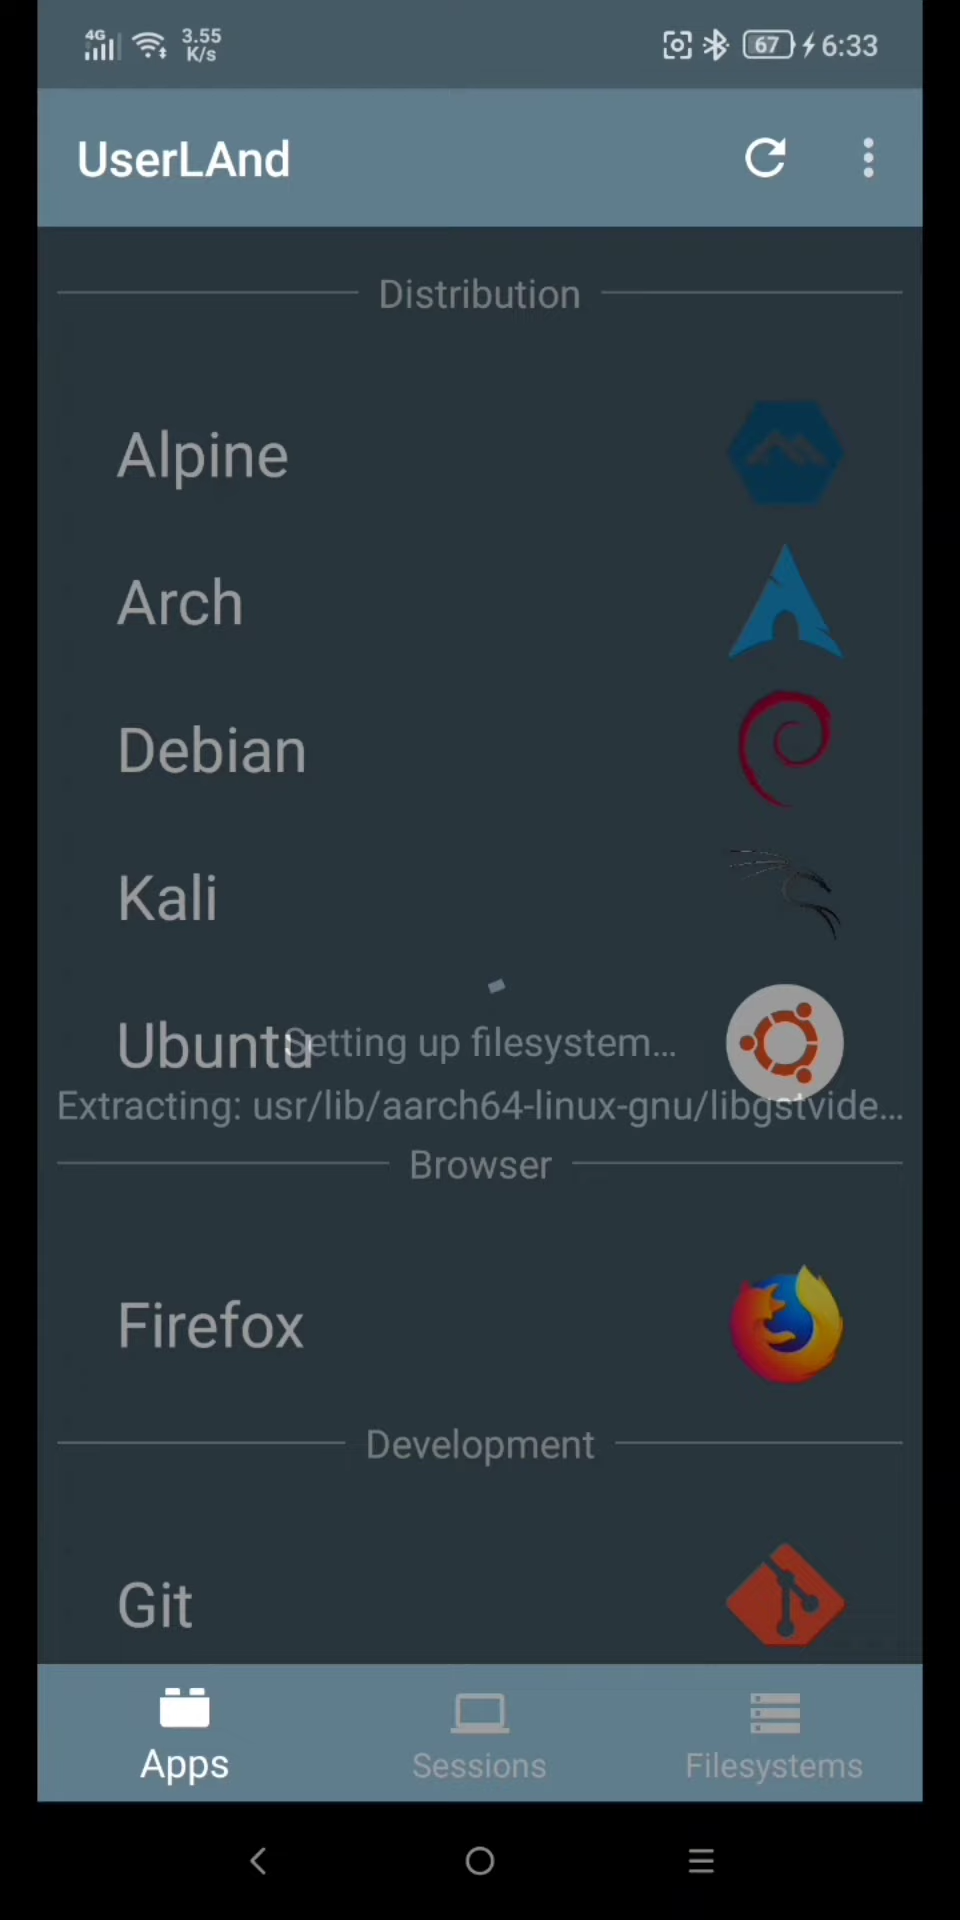 4G 3.55 K/s 67 6:33
UserLAnd
Distribution
Alpine
Arch
Debian
Kali
Ubuntu
Setting up filesystem...
Extracting: usr/lib/aarch64-linux-gnu/libgstvide...
Browser
Firefox
Development
Git
Apps Sessions Filesystems